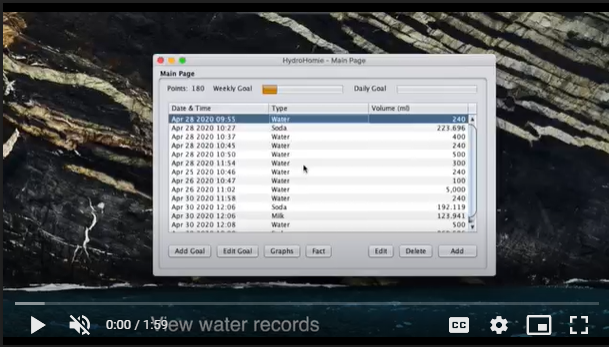 HydroHomie - Main Page
Main Page
Points: 180 Weekly Goal Daily Goal
Date & Time Type Volume (ml)
Apr 28 2020 09:55 Water 240
Apr 28 2020 10:27 Soda 223.696
Apr 28 2020 10:37 Water 400
Apr 28 2020 10:45 Water 240
Apr 28 2020 10:50 Water 500
Apr 28 2020 11:54 Water 300
Apr 25 2020 10:46 Water 240
Apr 26 2020 10:47 Water 100
Apr 26 2020 11:02 Water 5,000
Apr 30 2020 11:58 Water 240
Apr 30 2020 12:06 Soda 192.119
Apr 30 2020 12:06 Milk 123.941
Apr 30 2020 12:08 Water 500
Add Goal Edit Goal Graphs Fact Edit Delete Add
0:00 / 1:59 View water records CC